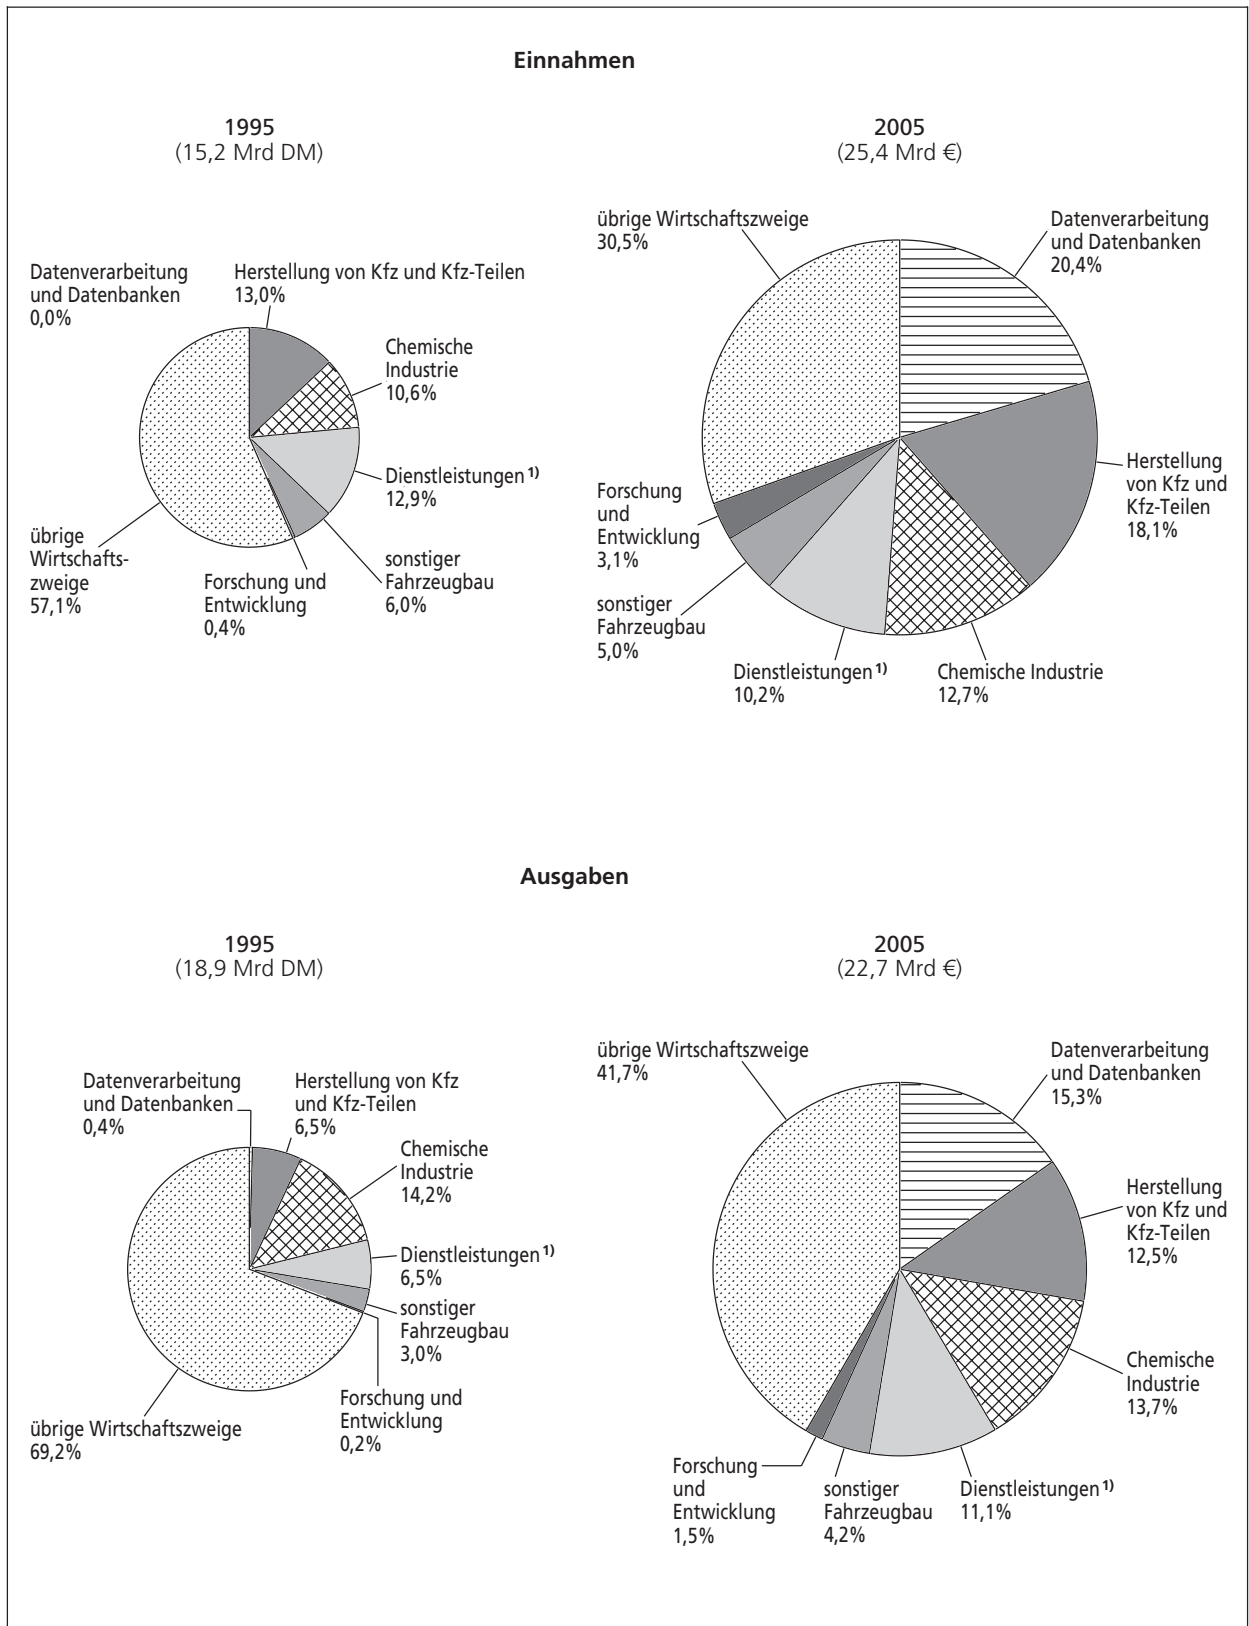 Einnahmen
1995
(15,2 Mrd DM)
Datenverarbeitung
und Datenbanken
0,0%
Herstellung von Kfz und Kfz-Teilen
13,0%
Chemische
Industrie
10,6%
Dienstleistungen 1)
12,9%
sonstiger
Fahrzeugbau
6,0%
Forschung und
Entwicklung
0,4%
übrige
Wirtschafts-
zweige
57,1%
2005
(25,4 Mrd €)
übrige Wirtschaftszweige
30,5%
Datenverarbeitung
und Datenbanken
20,4%
Herstellung
von Kfz und
Kfz-Teilen
18,1%
Chemische Industrie
12,7%
Dienstleistungen 1)
10,2%
sonstiger
Fahrzeugbau
5,0%
Forschung
und
Entwicklung
3,1%
Ausgaben
1995
(18,9 Mrd DM)
Datenverarbeitung
und Datenbanken
0,4%
Herstellung von Kfz
und Kfz-Teilen
6,5%
Chemische
Industrie
14,2%
Dienstleistungen 1)
6,5%
sonstiger
Fahrzeugbau
3,0%
Forschung und
Entwicklung
0,2%
übrige Wirtschaftszweige
69,2%
2005
(22,7 Mrd €)
übrige Wirtschaftszweige
41,7%
Datenverarbeitung
und Datenbanken
15,3%
Herstellung
von Kfz und
Kfz-Teilen
12,5%
Chemische
Industrie
13,7%
Dienstleistungen 1)
11,1%
sonstiger
Fahrzeugbau
4,2%
Forschung
und
Entwicklung
1,5%